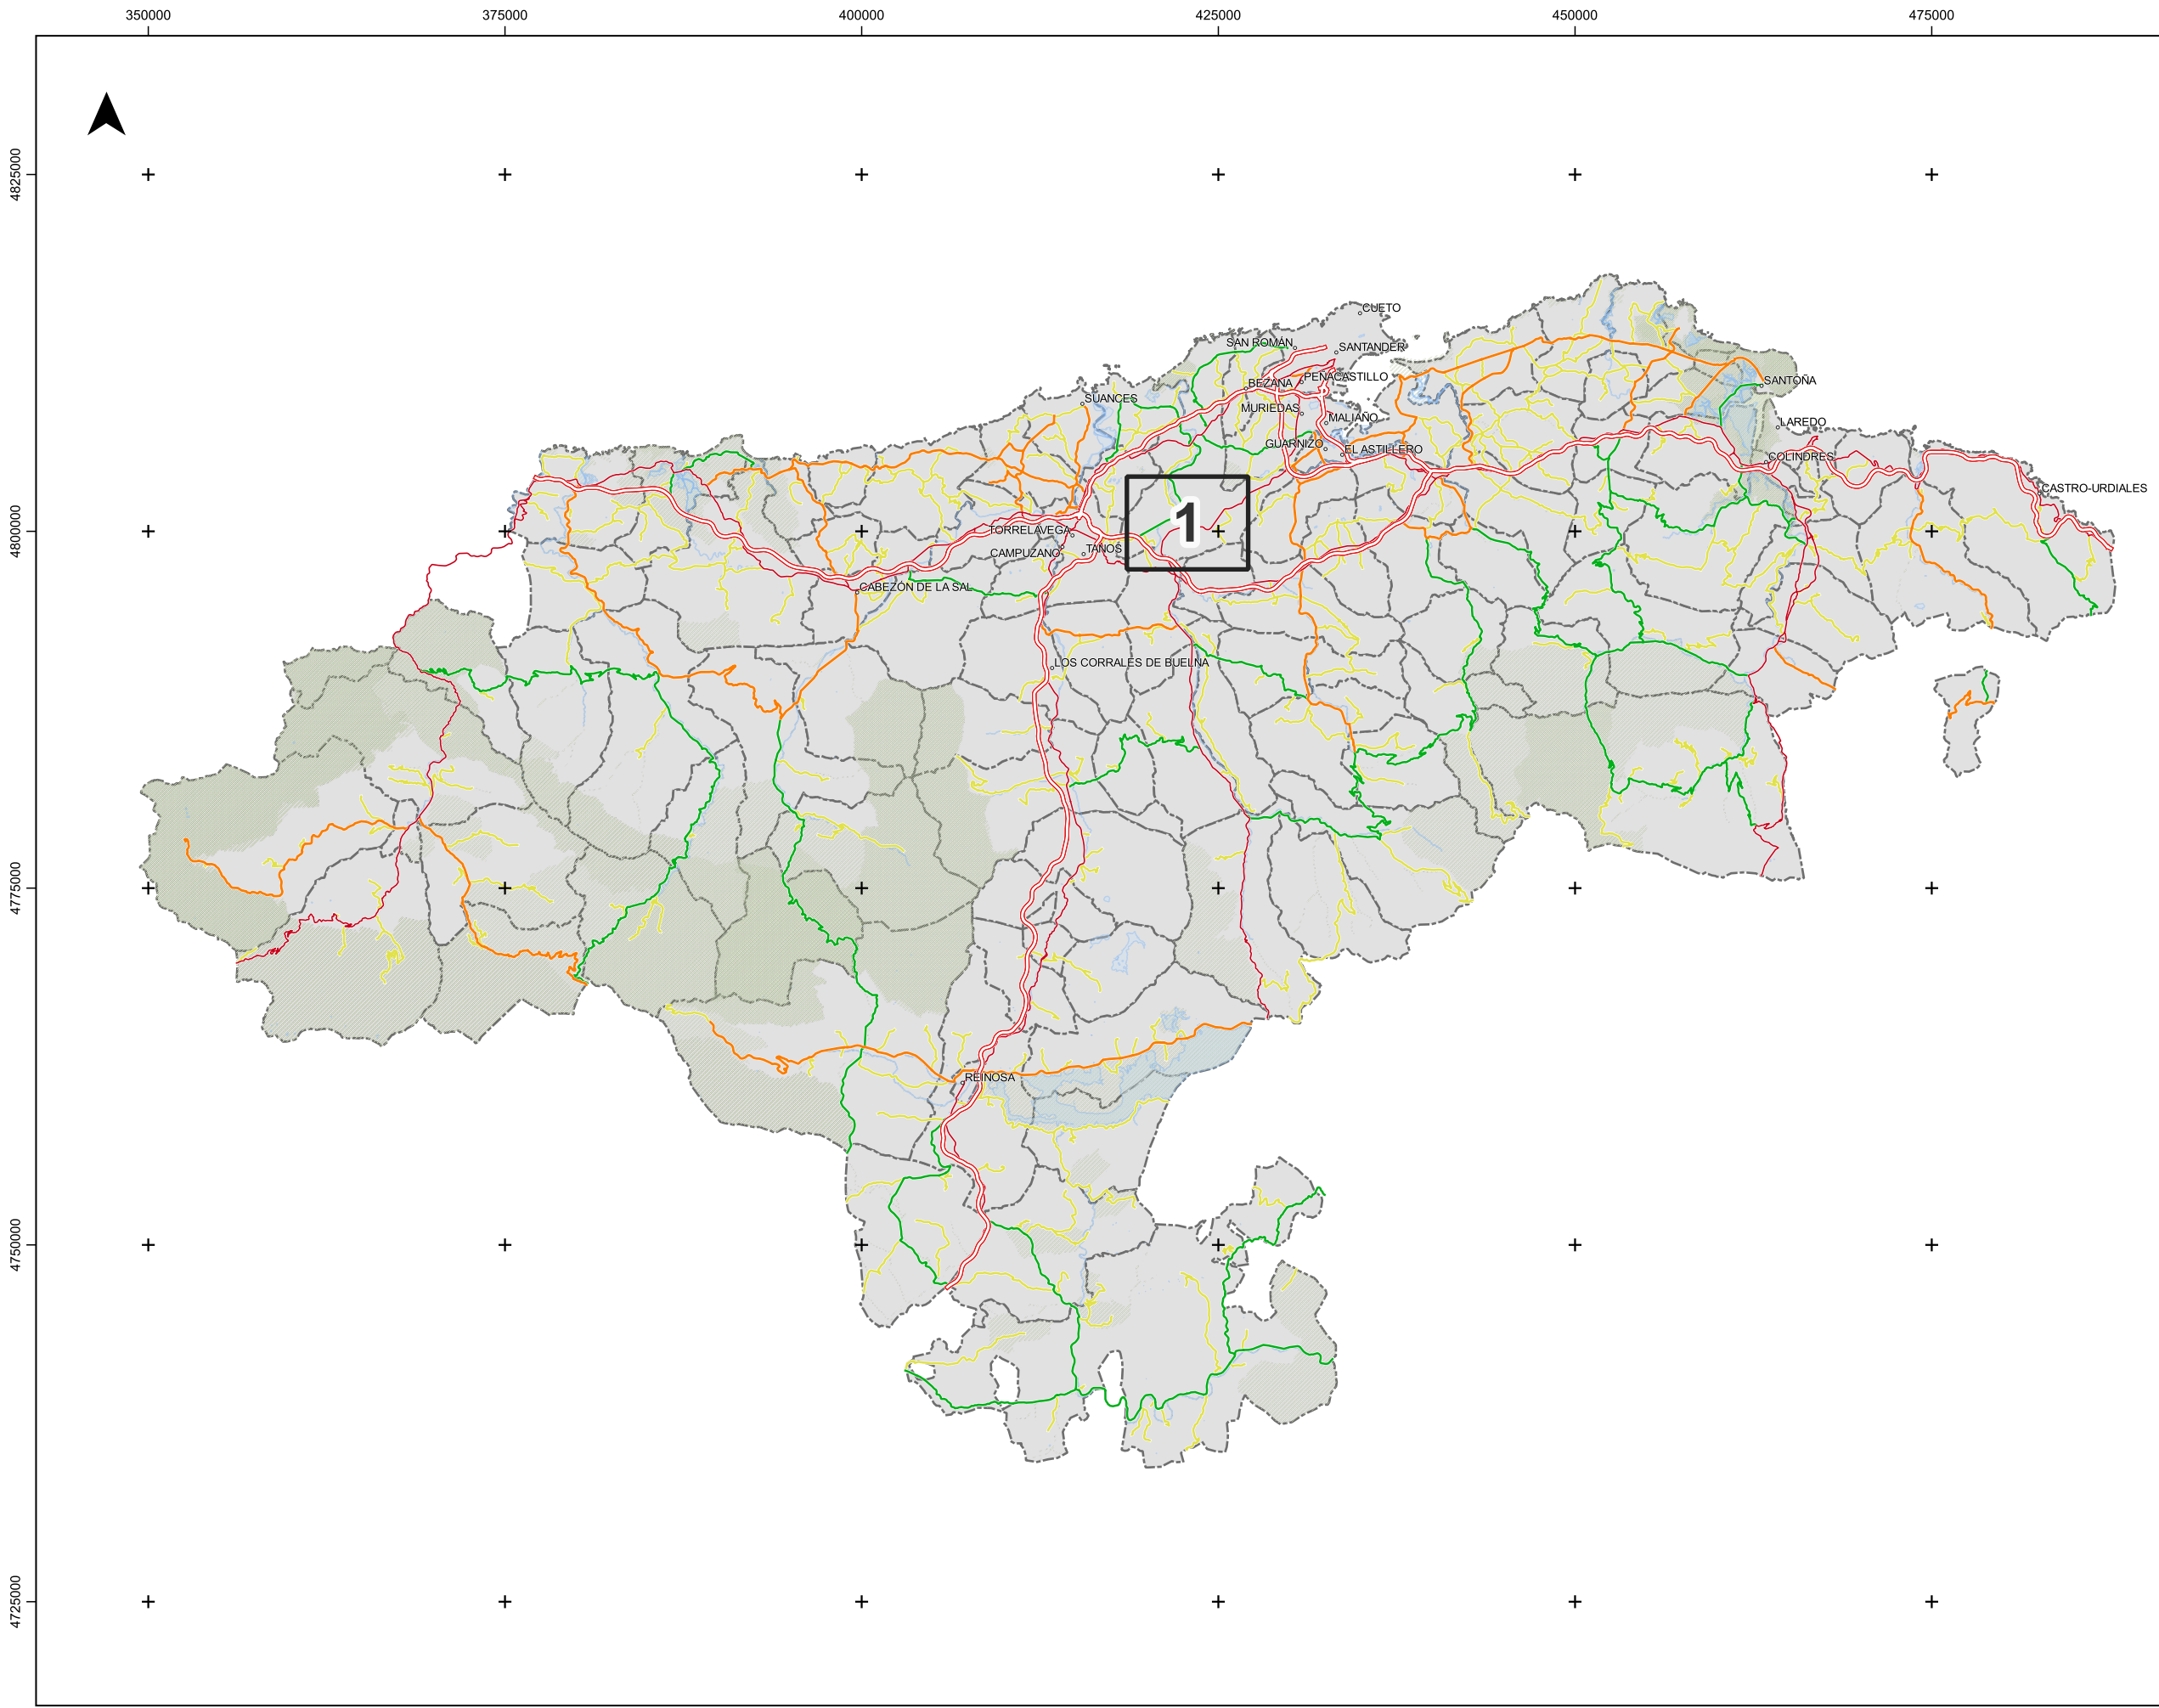 350000 375000 400000 425000 450000 475000
4825000
CUETO
SAN ROMÁN
SANTANDER
BEZANA
PEÑACASTILLO
SANTOÑA
SUANCES
MURIEDAS
MALIAÑO
LAREDO
GUARNIZO
EL ASTILLERO
COLINDRES
CASTRO-URDIALES
1
4800000
TORRELAVEGA
CAMPUZANO
TANOS
CABEZÓN DE LA SAL
LOS CORRALES DE BUELNA
4775000
REINOSA
4750000
4725000